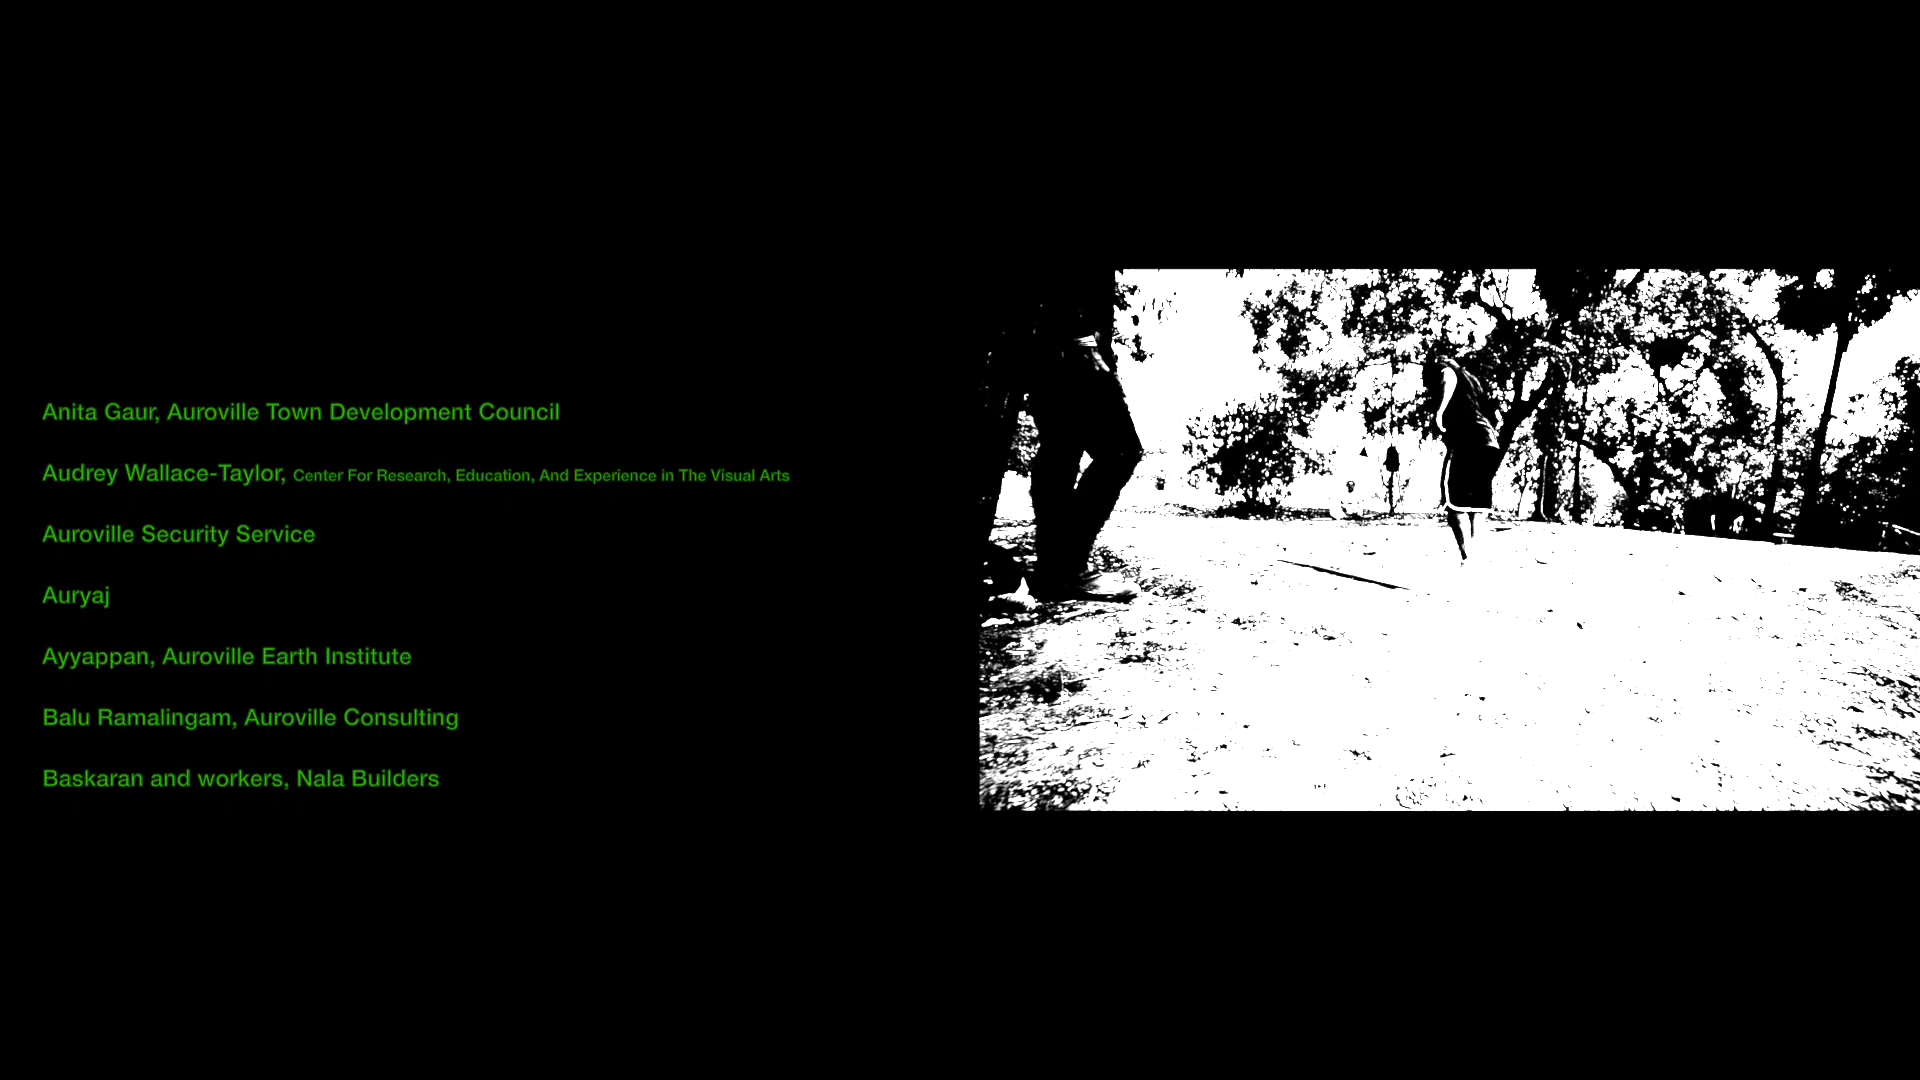 Anita Gaur, Auroville Town Development Council
Audrey Wallace-Taylor, Center For Research, Education, And Experience in The Visual Arts
Auroville Security Service
Auryaj
Ayyappan, Auroville Earth Institute
Balu Ramalingam, Auroville Consulting
Baskaran and workers, Nala Builders